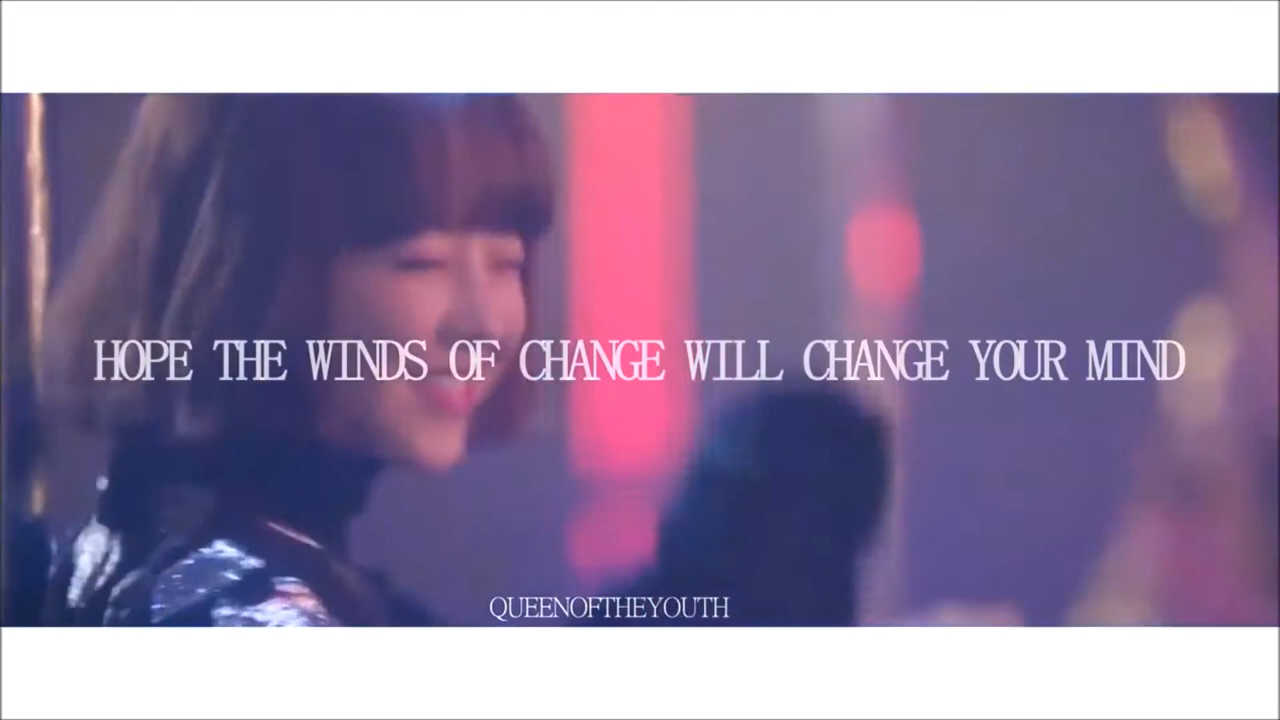 HOPE THE WINDS OF CHANGE WILL CHANGE YOUR MIND
QUEENOFTHEYOUTH